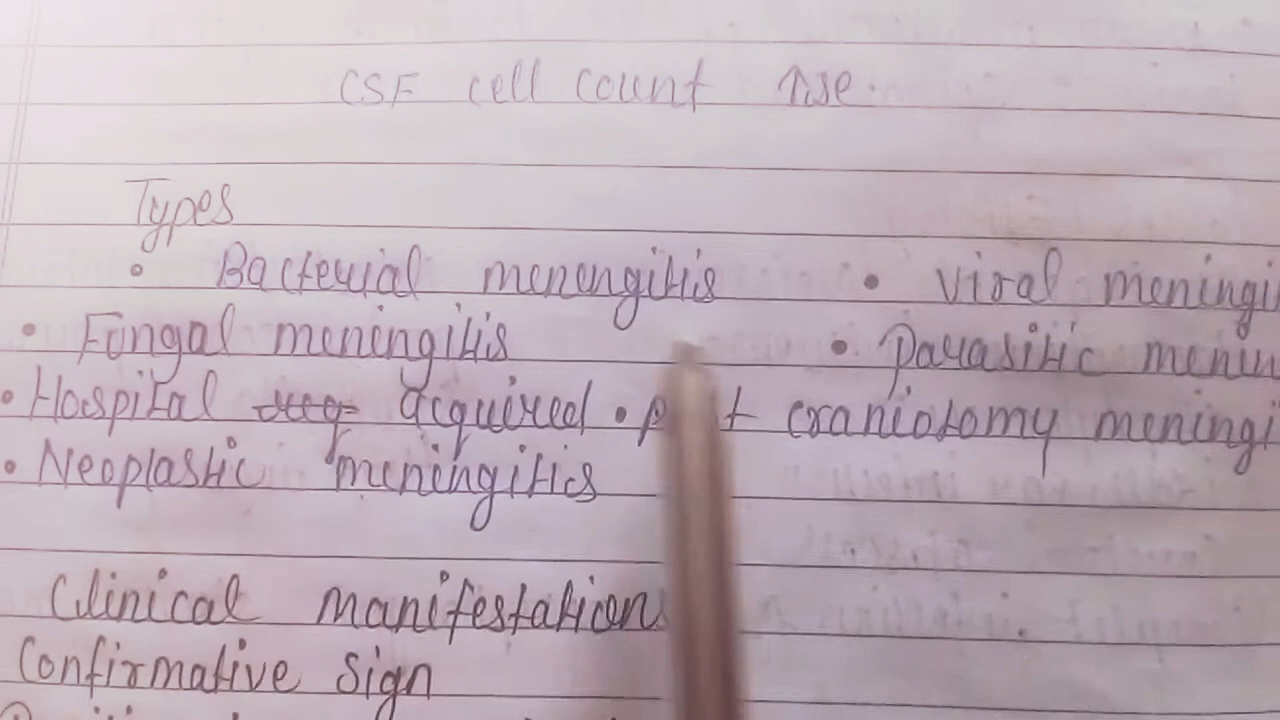 CSF cell count ↑se.
Types
• Bacterial menengitis • Viral meningi
• Fungal meningitis • Parasitic menin
• Hospital acquired • craniotomy meningi
• Neoplastic meningitics
Clinical manifestation
Confirmative sign